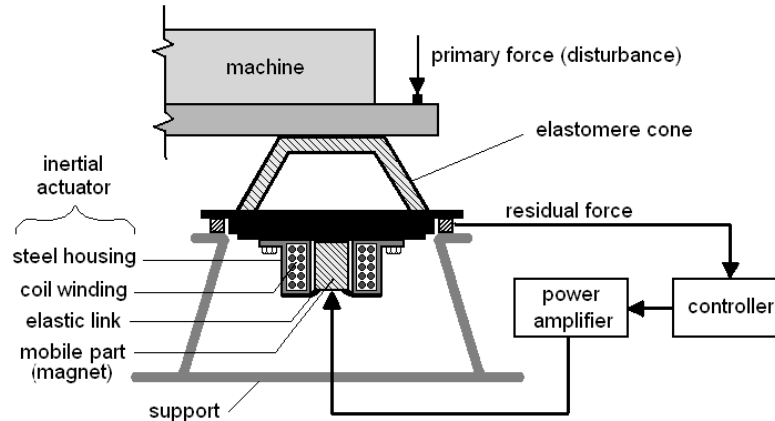 machine
primary force (disturbance)
elastomere cone
inertial
actuator
residual force
steel housing
coil winding
elastic link
mobile part
(magnet)
power
amplifier
controller
support